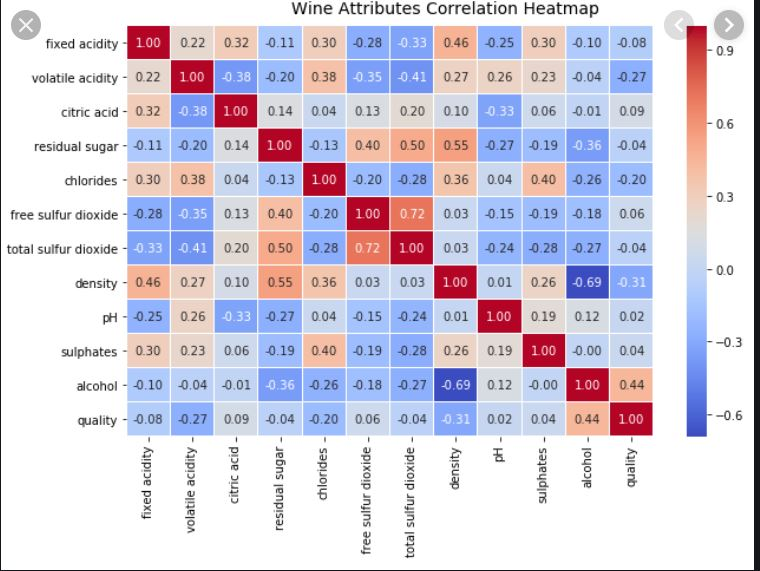 Wine Attributes Correlation Heatmap
fixed acidity 1.00 0.22 0.32 -0.11 0.30 -0.28 -0.33 0.46 -0.25 0.30 -0.10 -0.08
volatile acidity 0.22 1.00 -0.38 -0.20 0.38 -0.35 -0.41 0.27 0.26 0.23 -0.04 -0.27
citric acid 0.32 -0.38 1.00 0.14 0.04 0.13 0.20 0.10 -0.33 0.06 -0.01 0.09
residual sugar -0.11 -0.20 0.14 1.00 -0.13 0.40 0.50 0.55 -0.27 -0.19 -0.36 -0.04
chlorides 0.30 0.38 0.04 -0.13 1.00 -0.20 -0.28 0.36 0.04 0.40 -0.26 -0.20
free sulfur dioxide -0.28 -0.35 0.13 0.40 -0.20 1.00 0.72 0.03 -0.15 -0.19 -0.18 0.06
total sulfur dioxide -0.33 -0.41 0.20 0.50 -0.28 0.72 1.00 0.03 -0.24 -0.28 -0.27 -0.04
density 0.46 0.27 0.10 0.55 0.36 0.03 0.03 1.00 0.01 0.26 -0.69 -0.31
pH -0.25 0.26 -0.33 -0.27 0.04 -0.15 -0.24 0.01 1.00 0.19 0.12 0.02
sulphates 0.30 0.23 0.06 -0.19 0.40 -0.19 -0.28 0.26 0.19 1.00 -0.00 0.04
alcohol -0.10 -0.04 -0.01 -0.36 -0.26 -0.18 -0.27 -0.69 0.12 -0.00 1.00 0.44
quality -0.08 -0.27 0.09 -0.04 -0.20 0.06 -0.04 -0.31 0.02 0.04 0.44 1.00
fixed acidity
volatile acidity
citric acid
residual sugar
chlorides
free sulfur dioxide
total sulfur dioxide
density
pH
sulphates
alcohol
quality
0.9
0.6
0.3
0.0
−0.3
−0.6